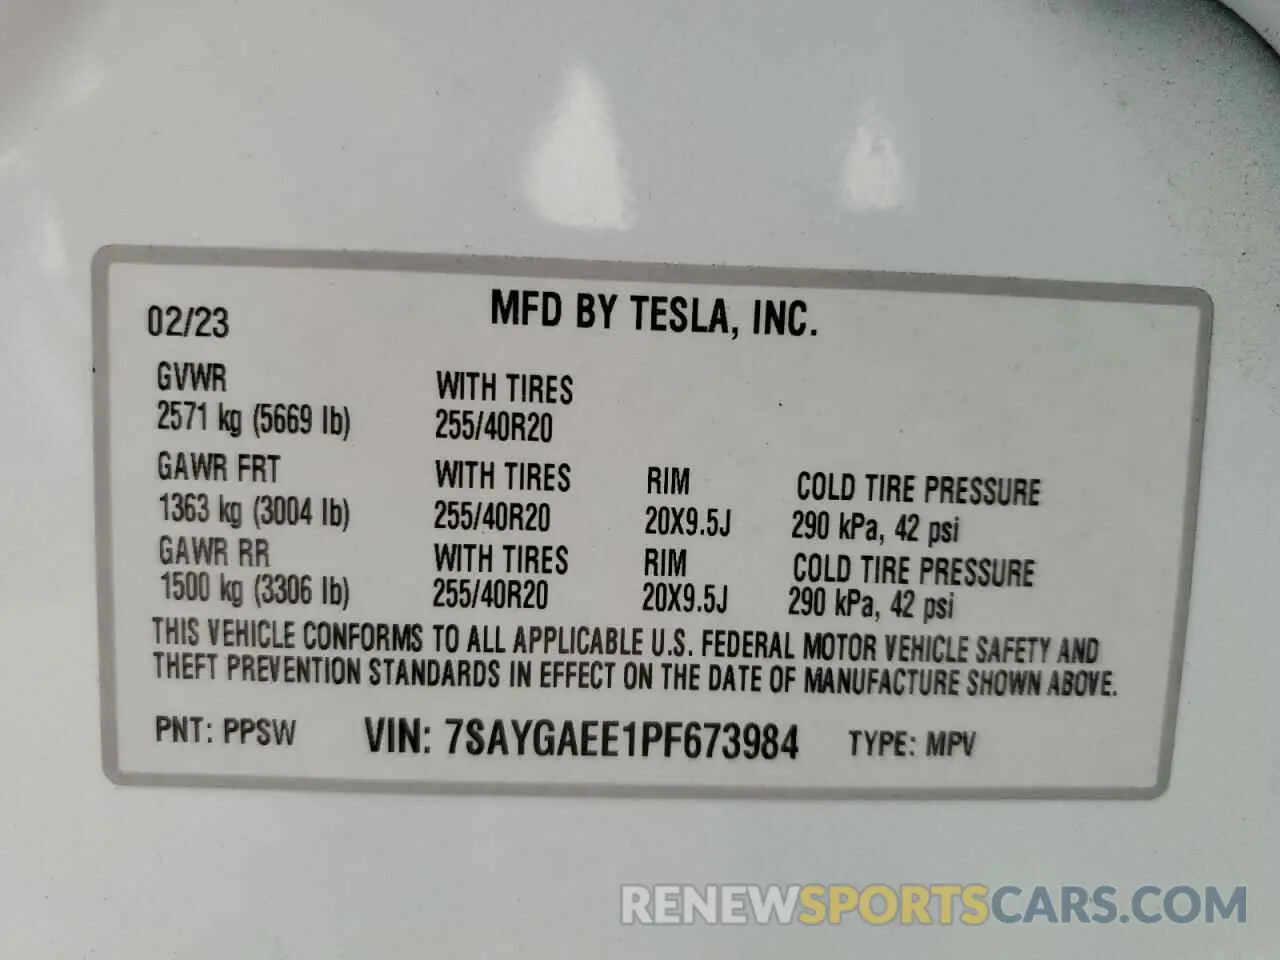 02/23 MFD BY TESLA, INC.
GVWR WITH TIRES
2571 kg (5669 lb) 255/40R20
GAWR FRT WITH TIRES RIM COLD TIRE PRESSURE
1363 kg (3004 lb) 255/40R20 20X9.5J 290 kPa, 42 psi
GAWR RR WITH TIRES RIM COLD TIRE PRESSURE
1500 kg (3306 lb) 255/40R20 20X9.5J 290 kPa, 42 psi
THIS VEHICLE CONFORMS TO ALL APPLICABLE U.S. FEDERAL MOTOR VEHICLE SAFETY AND
THEFT PREVENTION STANDARDS IN EFFECT ON THE DATE OF MANUFACTURE SHOWN ABOVE.
PNT: PPSW VIN: 7SAYGAEE1PF673984 TYPE: MPV
RENEWSPORTSCARS.COM